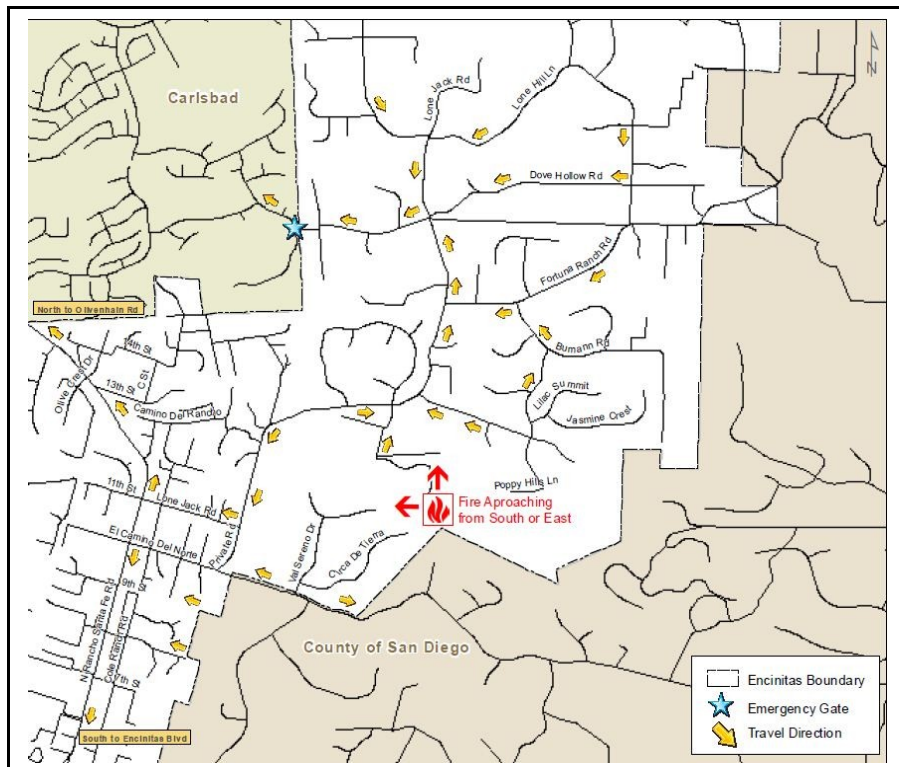 Carlsbad
Lone Jack Rd
Lone Hill Ln
Dove Hollow Rd
Fortuna Ranch Rd
North to Olivenhain Rd
14th St
Olive Crest Dr
C St
13th St
Camino Del Rancho
Bumann Rd
Lilac Summit
Jasmine Crest
Poppy Hills Ln
11th St
Lone Jack Rd
Fire Aproaching
from South or East
El Camino Del Norte
Private Rd
Val Sereno Dr
Circa De Tierra
9th St
N Rancho Santa Fe Rd
Cole Ranch Rd
7th St
County of San Diego
South to Encinitas Blvd
Encinitas Boundary
Emergency Gate
Travel Direction
N